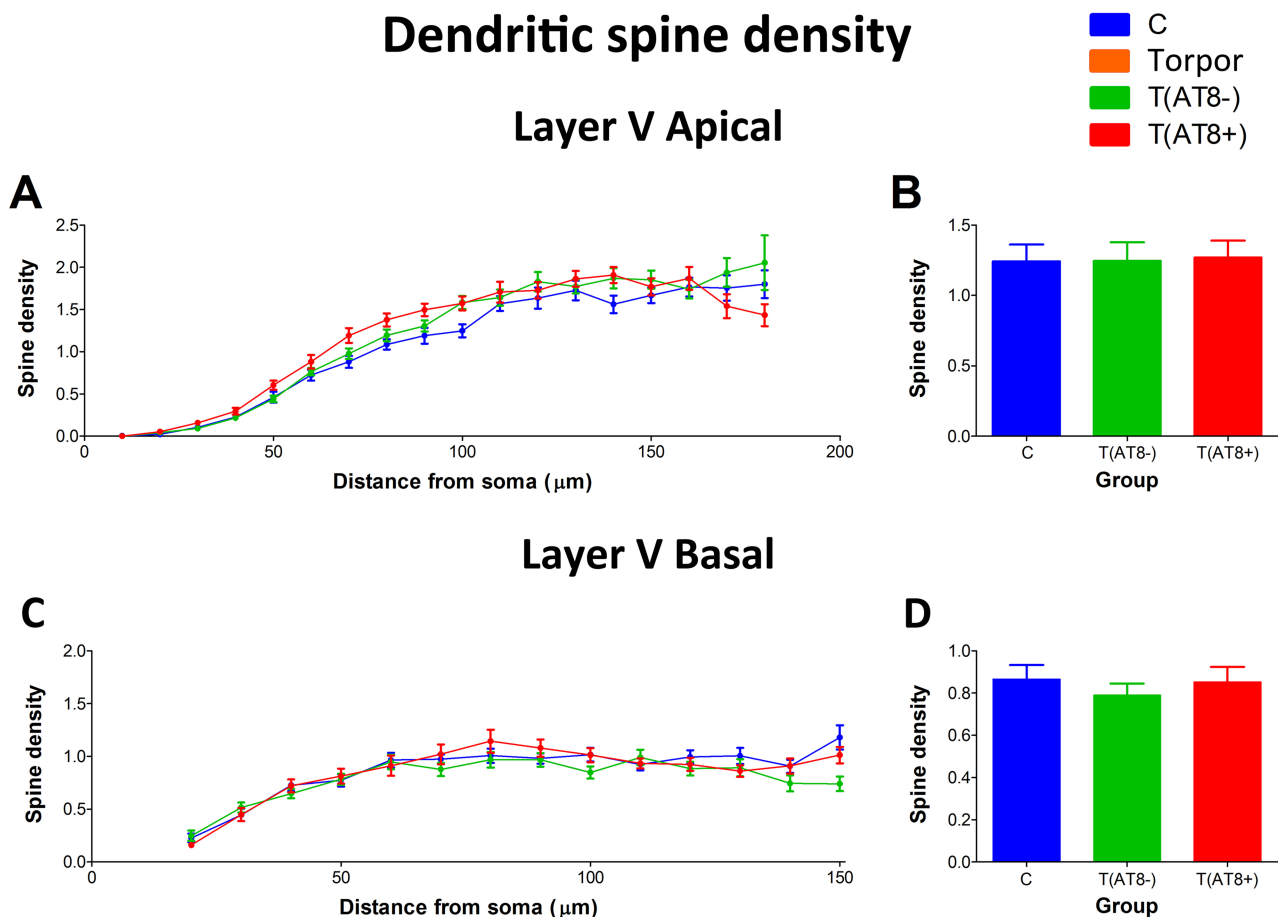 Dendritic spine density
C
Torpor
T(AT8-)
T(AT8+)
Layer V Apical
A
2.5
2.0
1.5
1.0
0.5
0.0
0
50
100
150
200
Spine density
Distance from soma (μm)
B
1.5
1.0
0.5
0.0
Spine density
C
T(AT8-)
T(AT8+)
Group
Layer V Basal
C
2.0
1.5
1.0
0.5
0.0
0
50
100
150
Spine density
Distance from soma (μm)
D
1.0
0.8
0.6
0.4
0.2
0.0
Spine density
C
T(AT8-)
T(AT8+)
Group